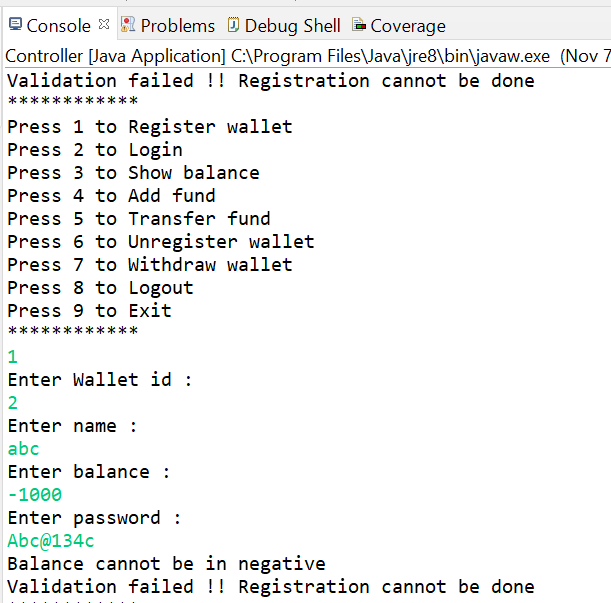 Console Problems Debug Shell Coverage
Controller [Java Application] C:\Program Files\Java\jre8\bin\javaw.exe (Nov 7
Validation failed !! Registration cannot be done
************
Press 1 to Register wallet
Press 2 to Login
Press 3 to Show balance
Press 4 to Add fund
Press 5 to Transfer fund
Press 6 to Unregister wallet
Press 7 to Withdraw wallet
Press 8 to Logout
Press 9 to Exit
************
1
Enter Wallet id :
2
Enter name :
abc
Enter balance :
-1000
Enter password :
Abc@134c
Balance cannot be in negative
Validation failed !! Registration cannot be done
************